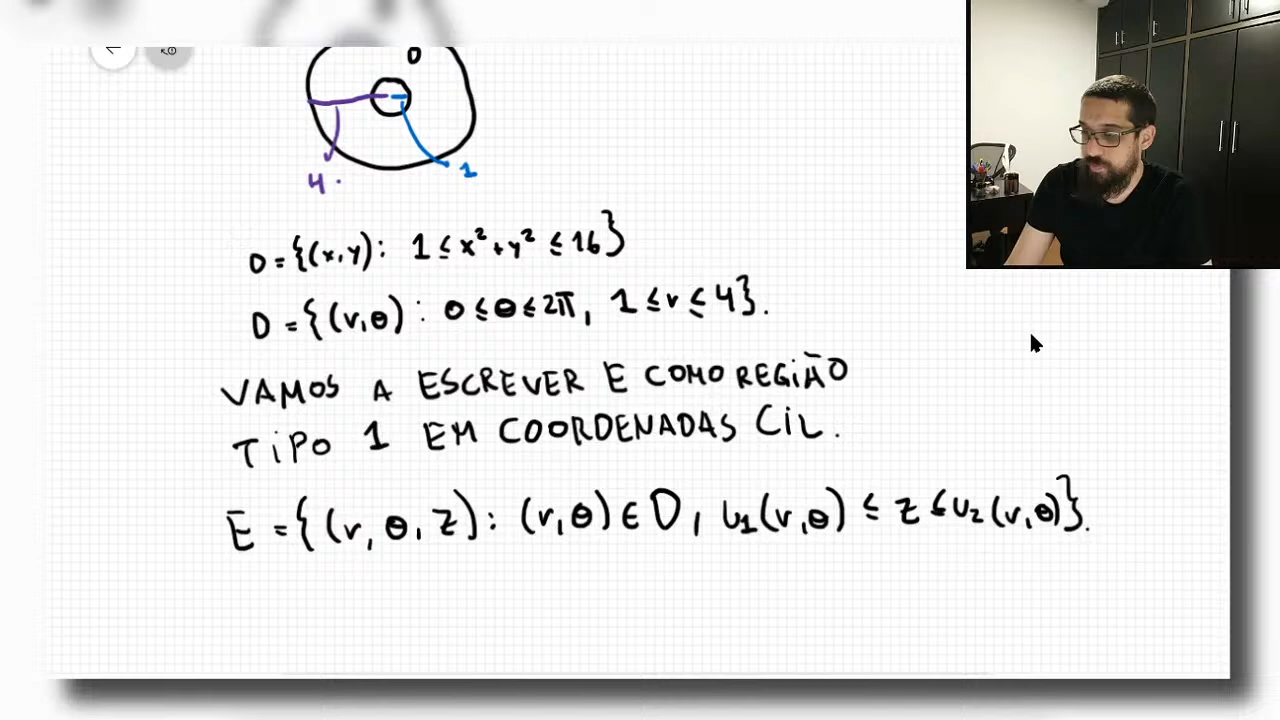 D
4
1
D = {(x,y): 1 ≤ x² + y² ≤ 16}
D = {(r,θ): 0 ≤ θ ≤ 2π, 1 ≤ r ≤ 4}.
VAMOS A ESCREVER E COMO REGIÃO
TIPO 1 EM COORDENADAS CIL.
E = {(r, θ, z): (r,θ) ∈ D, u₁(r,θ) ≤ z ≤ u₂(r,θ)}.